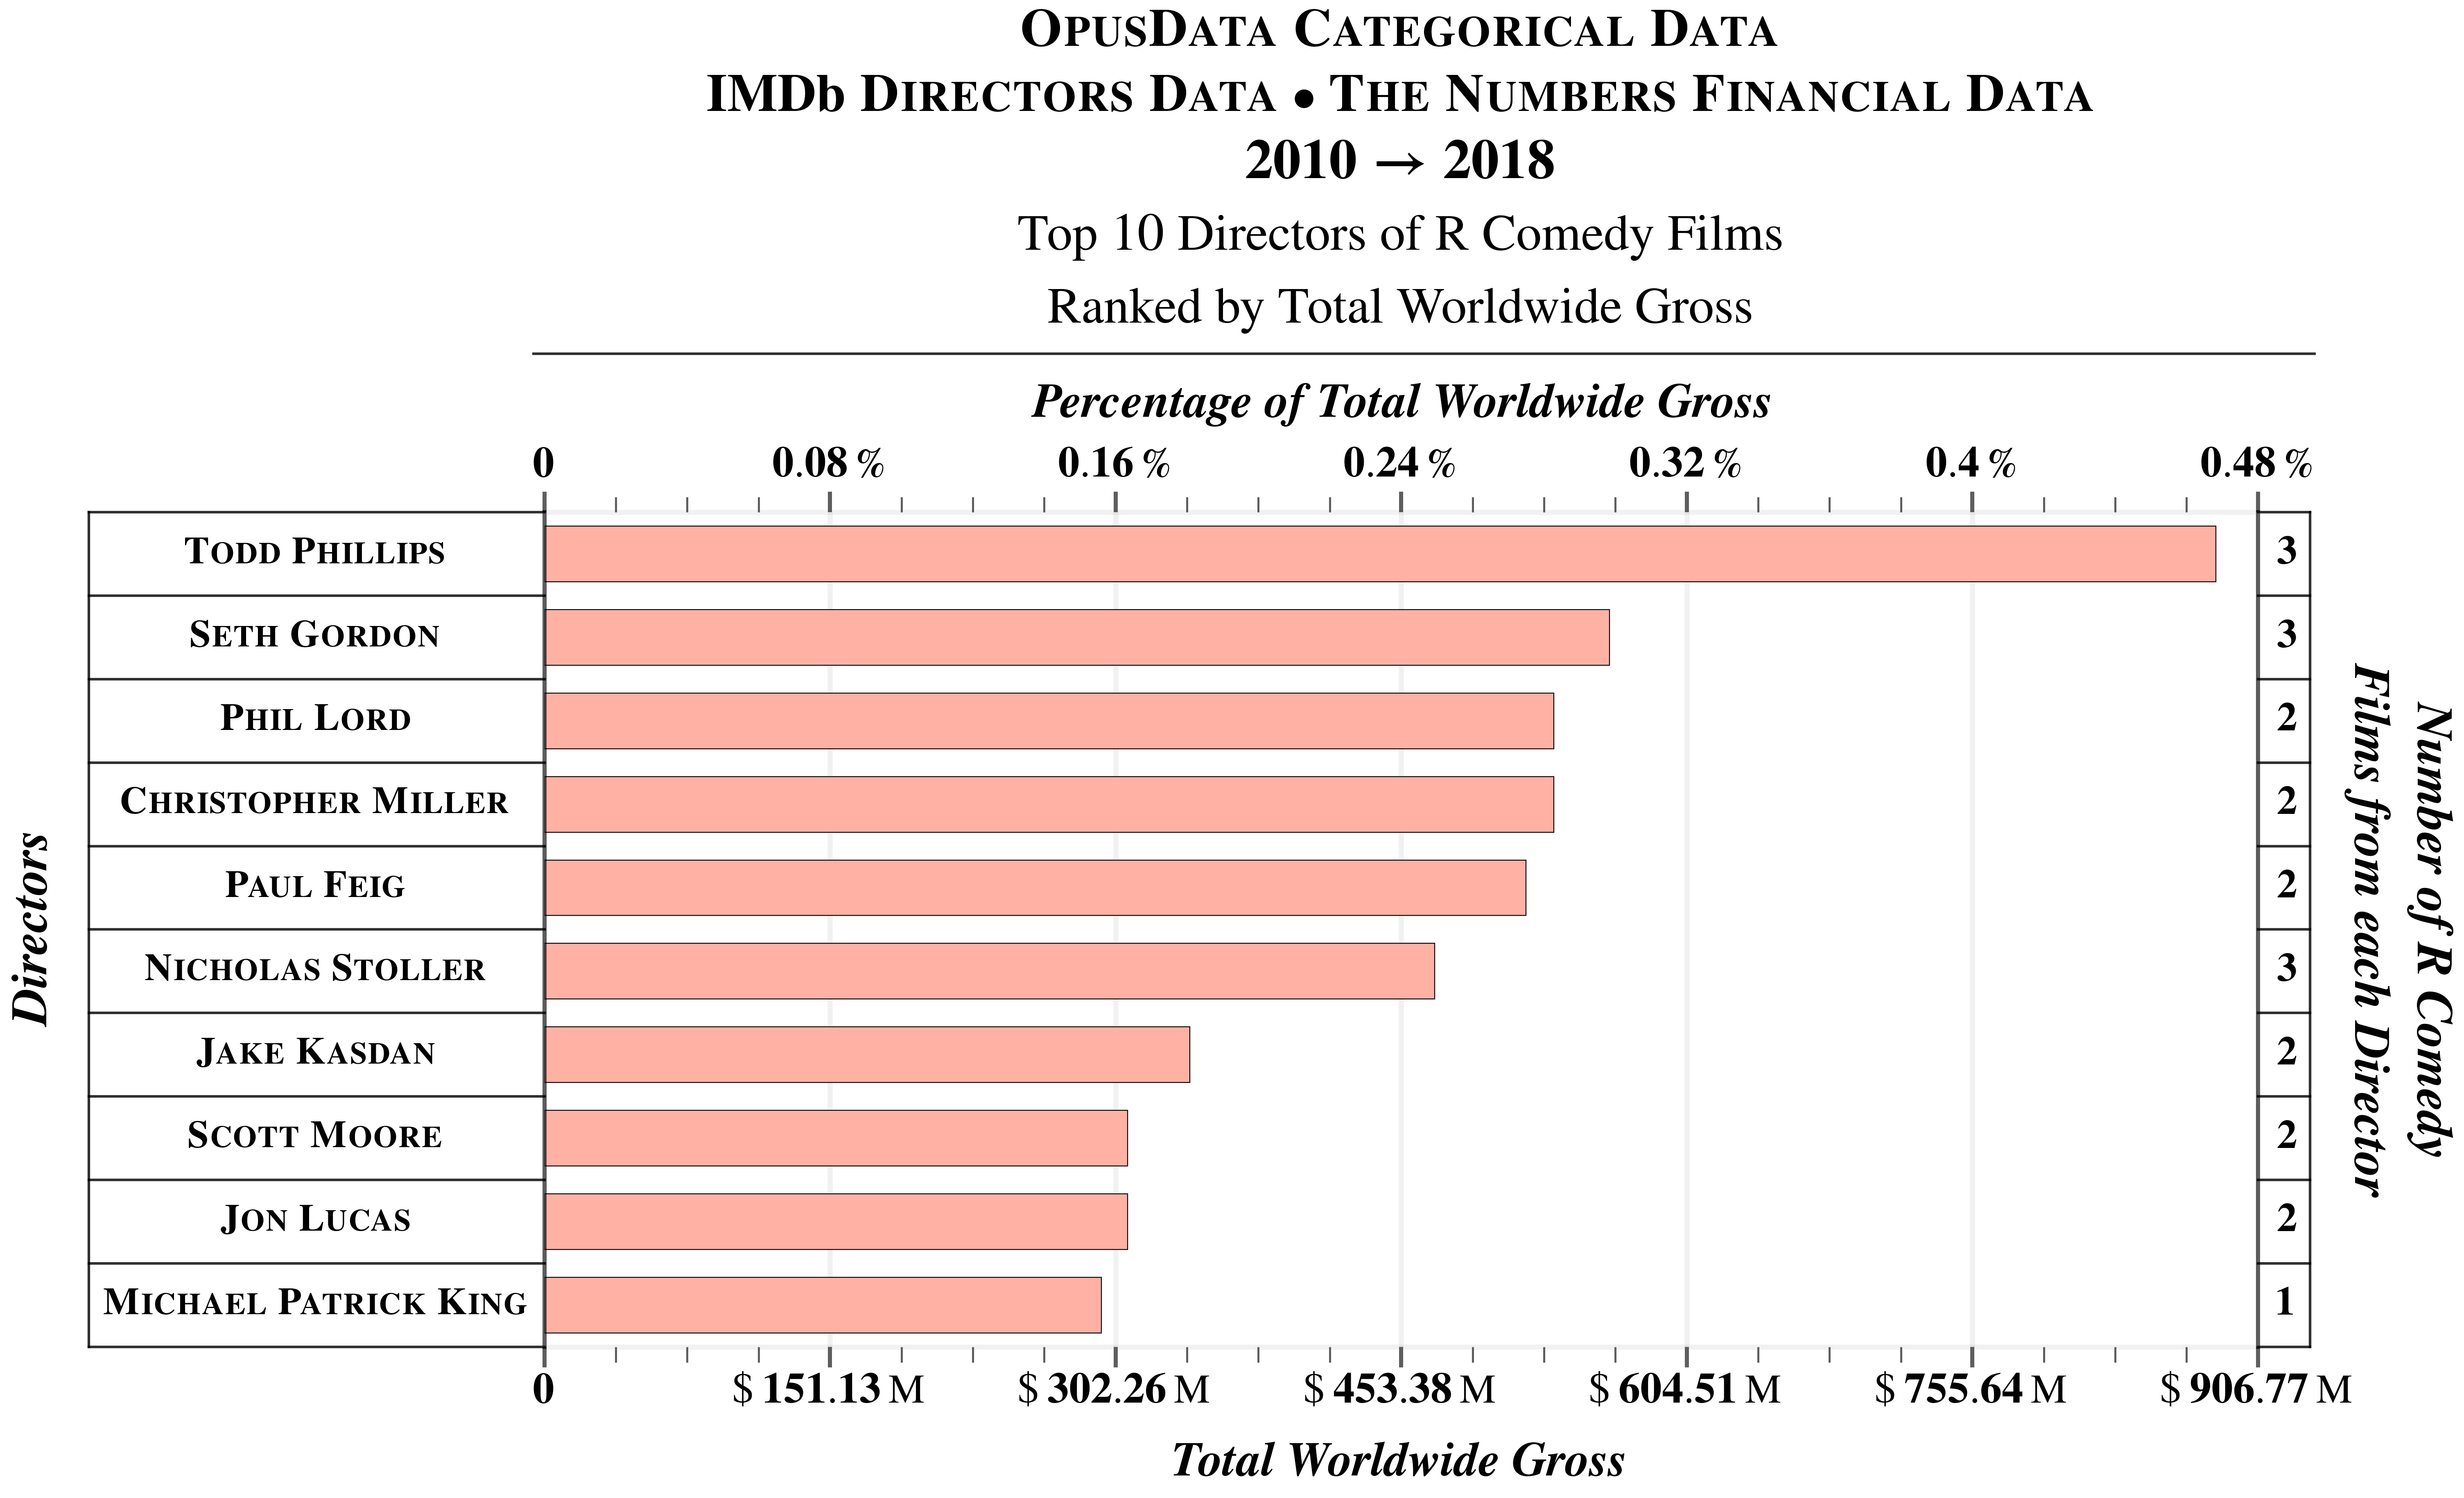 OpusData Categorical Data
IMDb Directors Data • The Numbers Financial Data
2010 → 2018
Top 10 Directors of R Comedy Films
Ranked by Total Worldwide Gross
Percentage of Total Worldwide Gross
0 0.08 % 0.16 % 0.24 % 0.32 % 0.4 % 0.48 %
Todd Phillips 3
Seth Gordon 3
Phil Lord 2
Christopher Miller 2
Paul Feig 2
Nicholas Stoller 3
Jake Kasdan 2
Scott Moore 2
Jon Lucas 2
Michael Patrick King 1
Directors
Number of R Comedy
Films from each Director
0 $ 151.13 M $ 302.26 M $ 453.38 M $ 604.51 M $ 755.64 M $ 906.77 M
Total Worldwide Gross